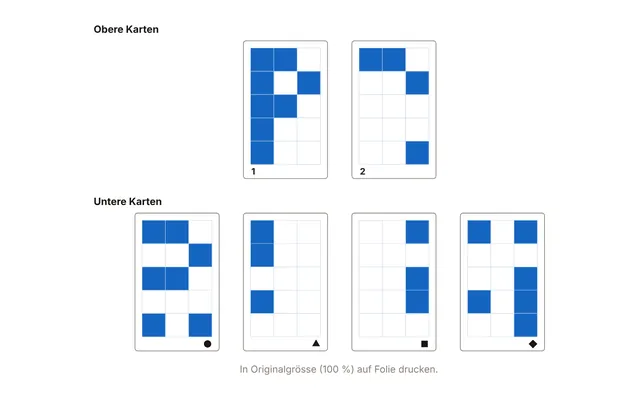 Obere Karten
1
2
Untere Karten
In Originalgrösse (100 %) auf Folie drucken.